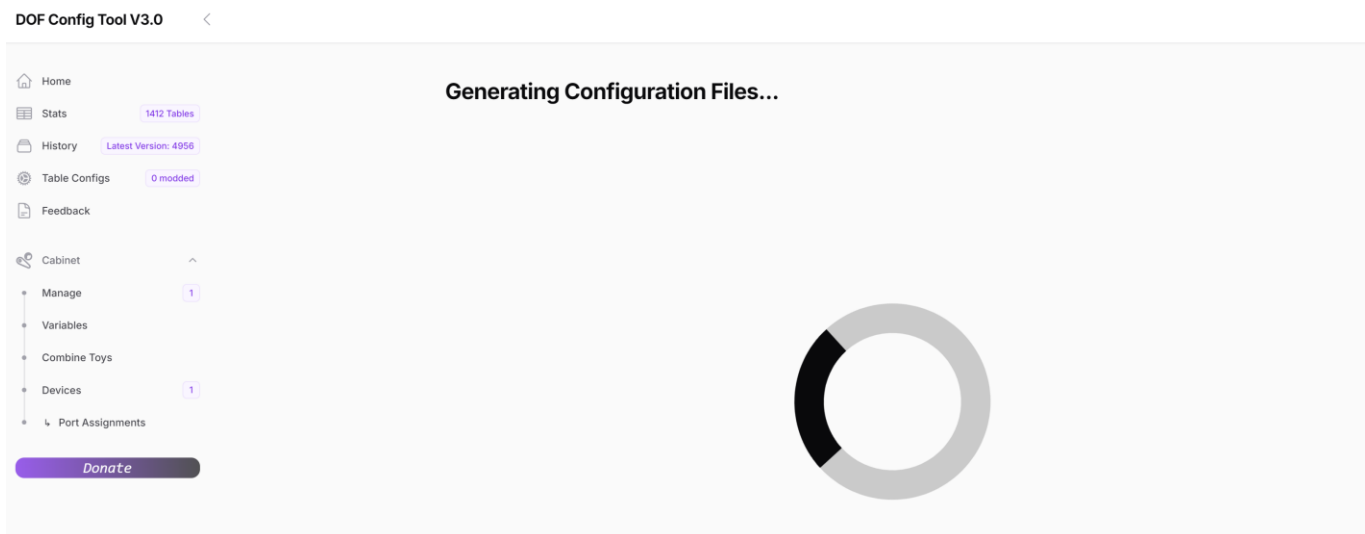 DOF Config Tool V3.0
Generating Configuration Files...
Home
Stats 1412 Tables
History Latest Version: 4956
Table Configs 0 modded
Feedback
Cabinet
Manage 1
Variables
Combine Toys
Devices 1
Port Assignments
Donate